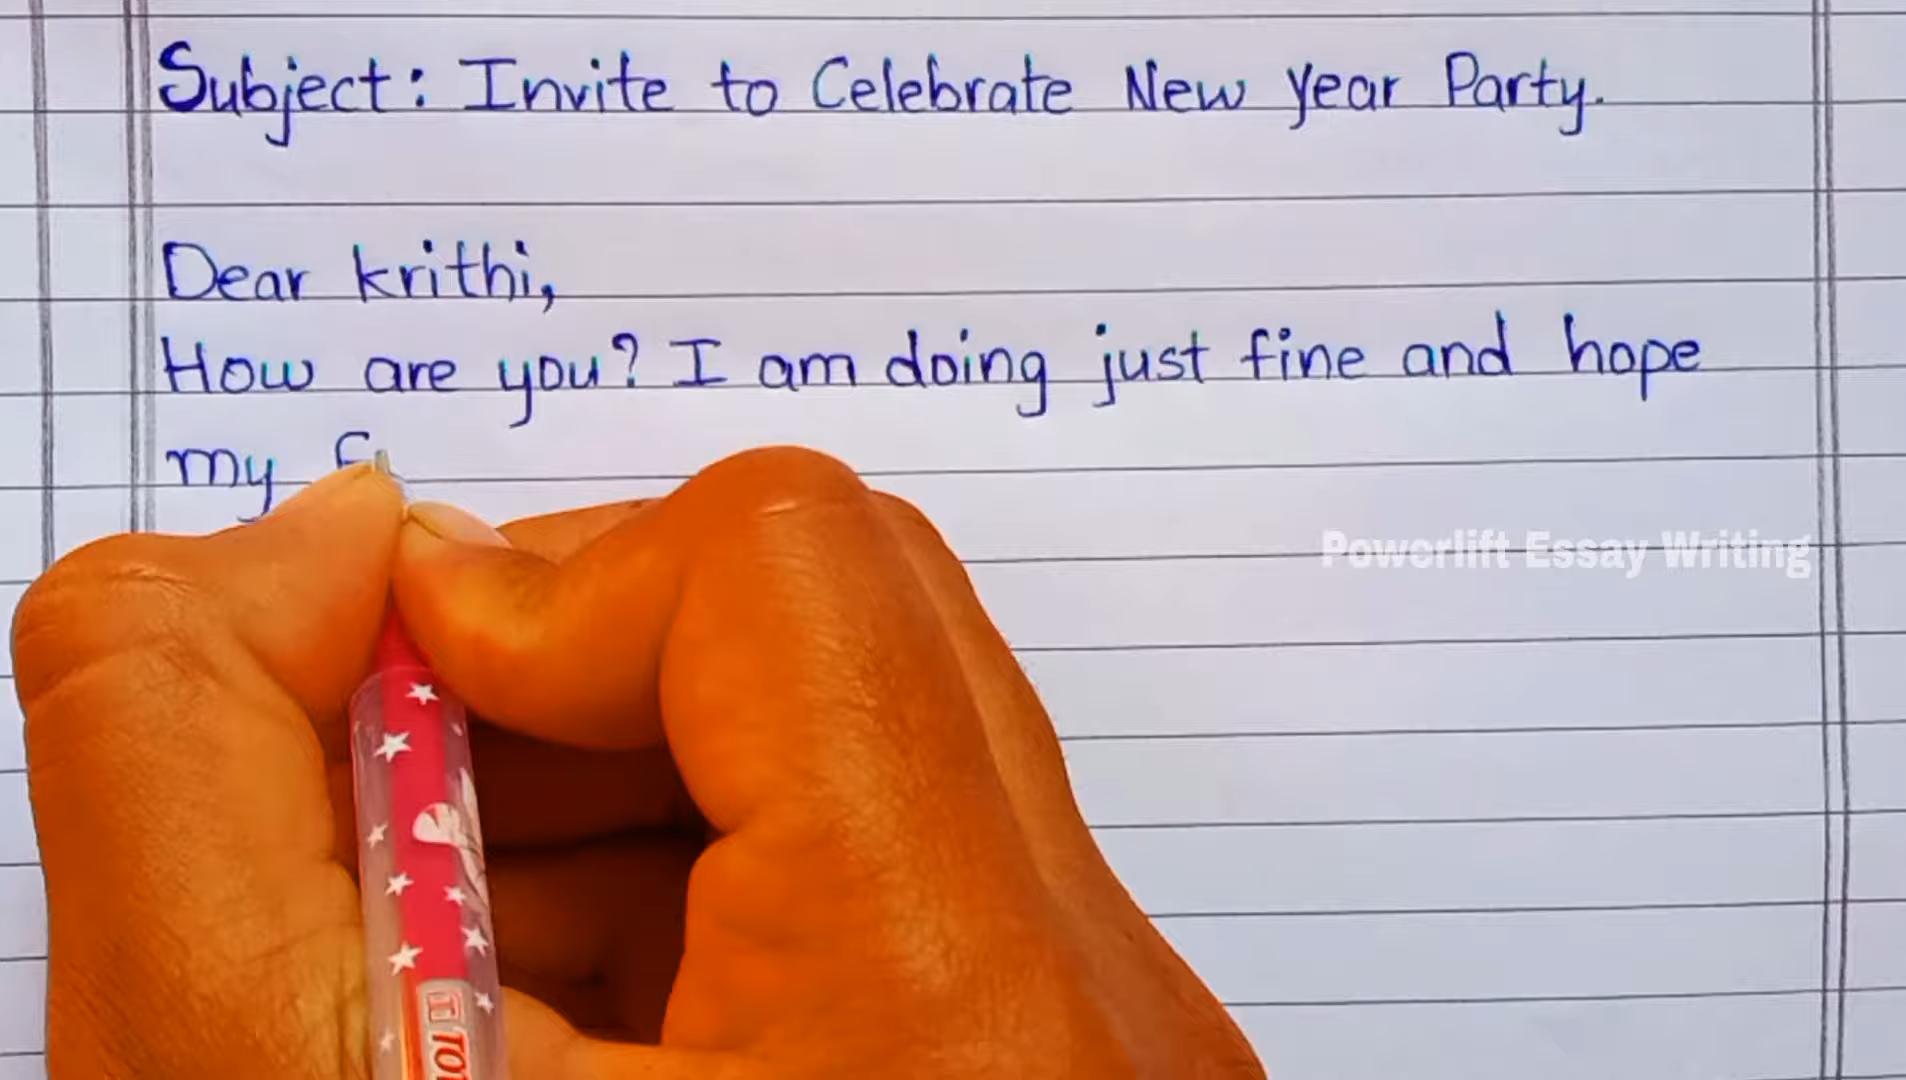 Subject: Invite to Celebrate New Year Party.
Dear krithi,
How are you? I am doing just fine and hope
my
Powerlift Essay Writing